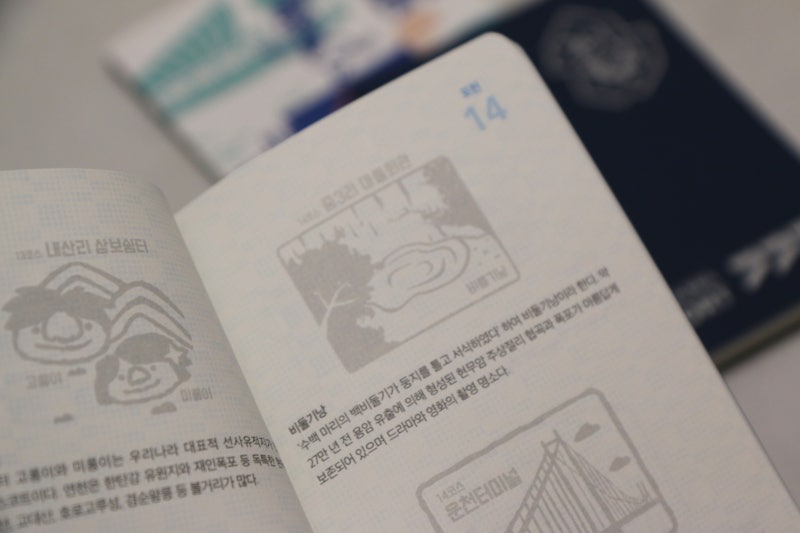 13코스 내산리 삼보쉼터
고롱이
미롱이
고롱이와 미롱이는 우리나라 대표적 선사유적지
연천은 한탄강 유원지와 재인폭포 등 독특한
고대산, 호로고루성, 경순왕릉 등 볼거리가 많다.
포천
14
14코스 중3리 마을회관
비둘기낭
비둘기낭
'수백 마리의 백비둘기가 둥지를 틀고 서식하였다' 하여 비둘기낭이라 한다. 약
27만 년 전 용암 유출에 의해 형성된 현무암 주상절리 협곡과 폭포가 아름답게
보존되어 있으며 드라마와 영화의 촬영 명소다.
14코스
운천터미널